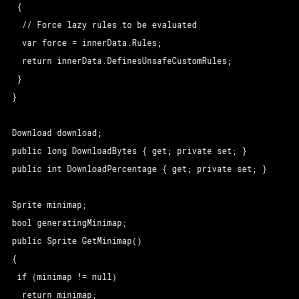 {
// Force lazy rules to be evaluated
var force = innerData.Rules;
return innerData.DefinesUnsafeCustomRules;
}
}
Download download;
public long DownloadBytes { get; private set; }
public int DownloadPercentage { get; private set; }
Sprite minimap;
bool generatingMinimap;
public Sprite GetMinimap()
{
if (minimap != null)
return minimap;